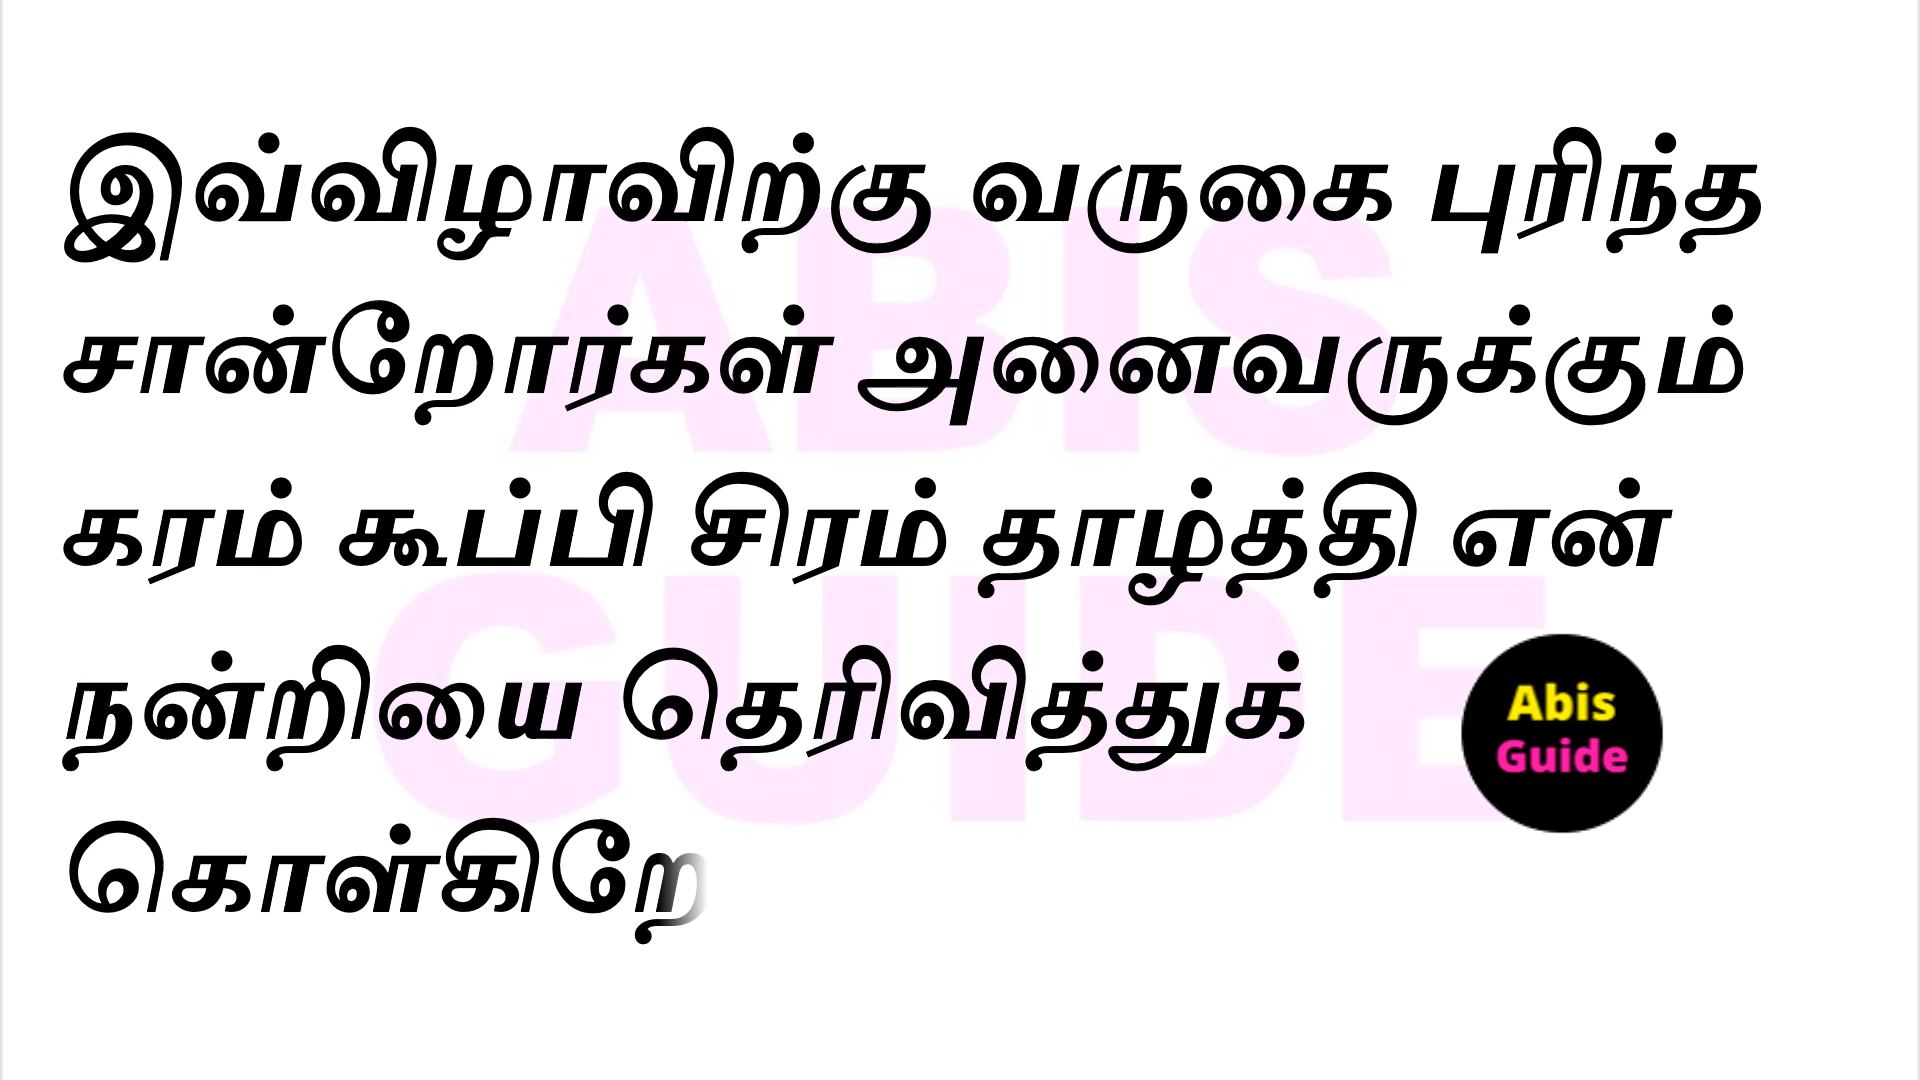 இவ்விழாவிற்கு வருகை புரிந்த
சான்றோர்கள் அனைவருக்கும்
கரம் கூப்பி சிரம் தாழ்த்தி என்
நன்றியை தெரிவித்துக்
கொள்கிறே
ABIS
GUIDE
Abis
Guide